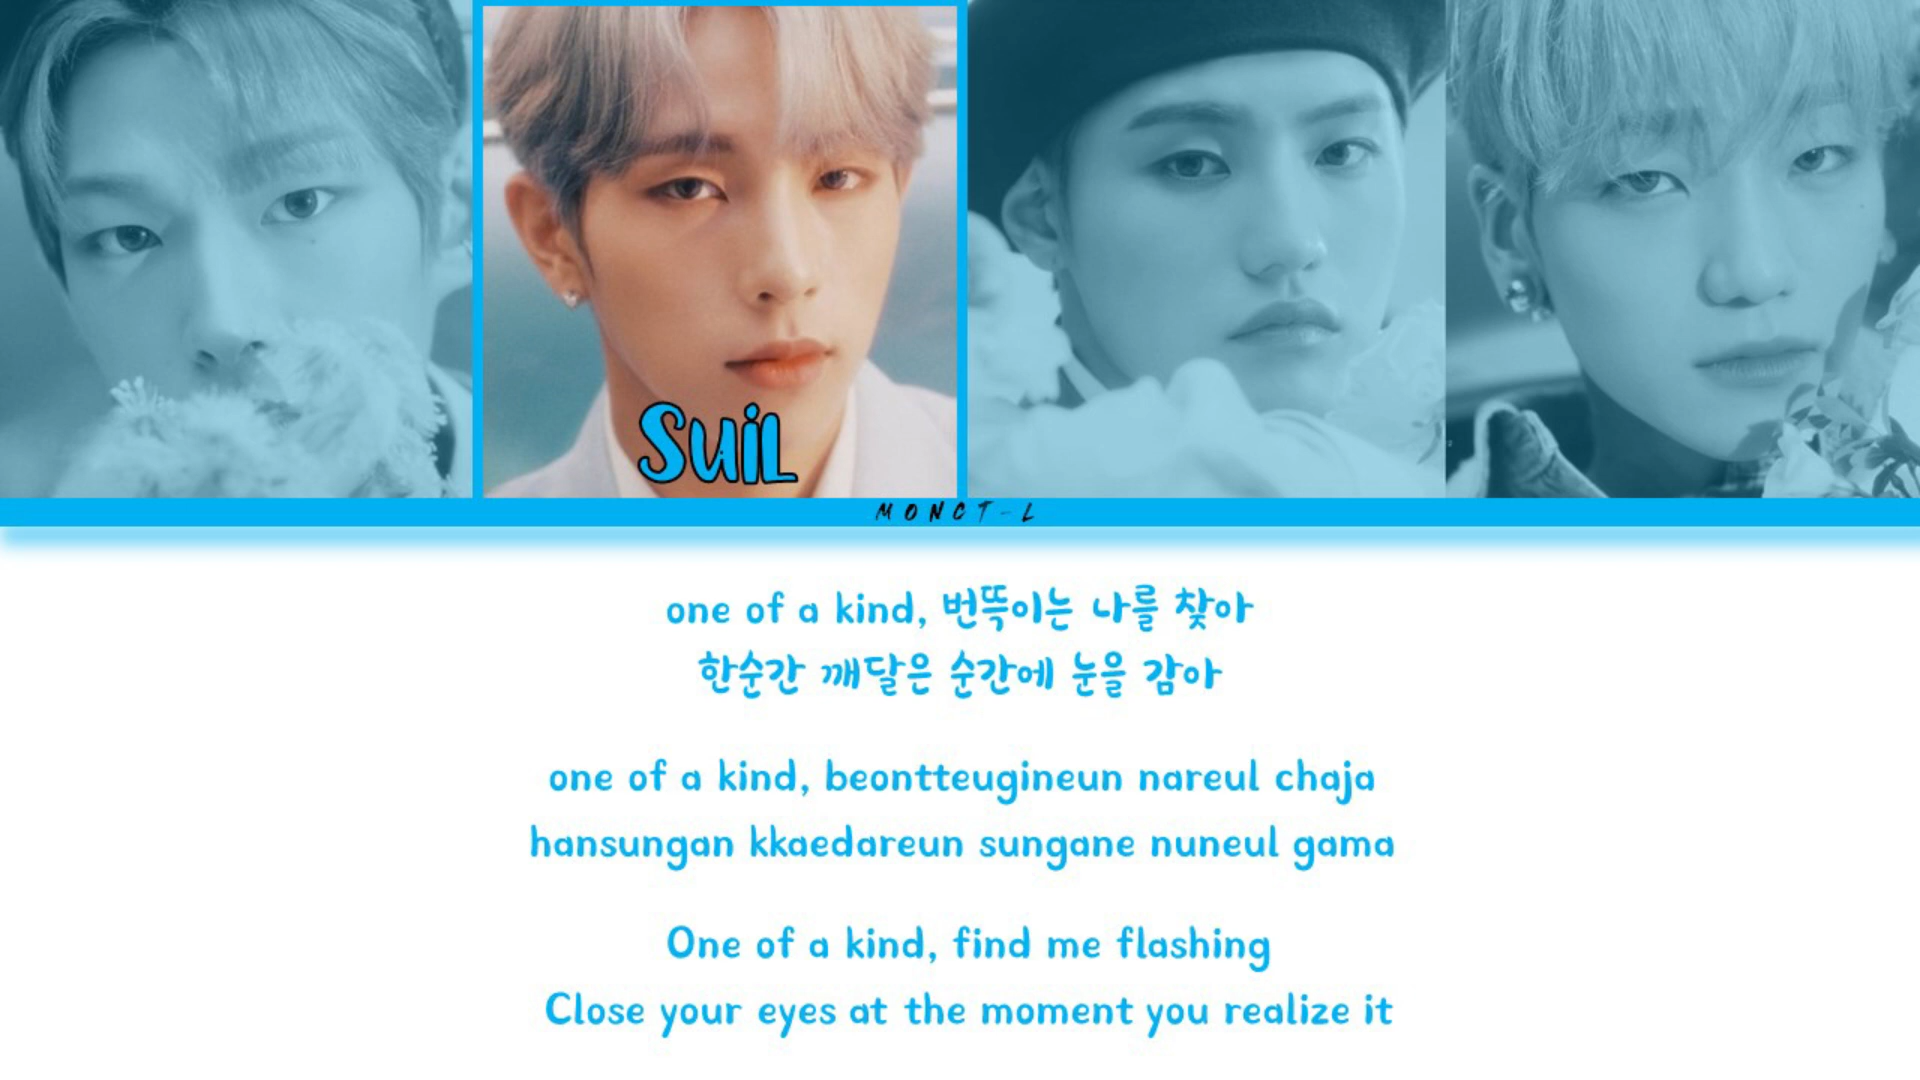 SUIL
MONCT-L
one of a kind, 번뜩이는 나를 찾아
한순간 깨달은 순간에 눈을 감아
one of a kind, beontteugineun nareul chaja
hansungan kkaedareun sungane nuneul gama
One of a kind, find me flashing
Close your eyes at the moment you realize it